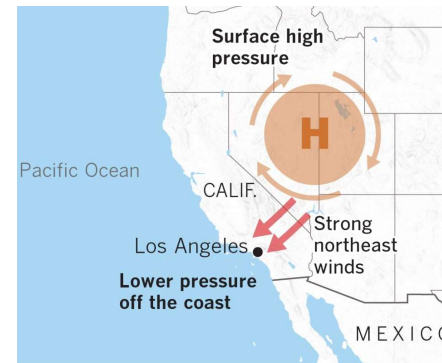 Surface high
pressure
H
Pacific Ocean
CALIF.
Strong
northeast
winds
Los Angeles
Lower pressure
off the coast
MEXICO